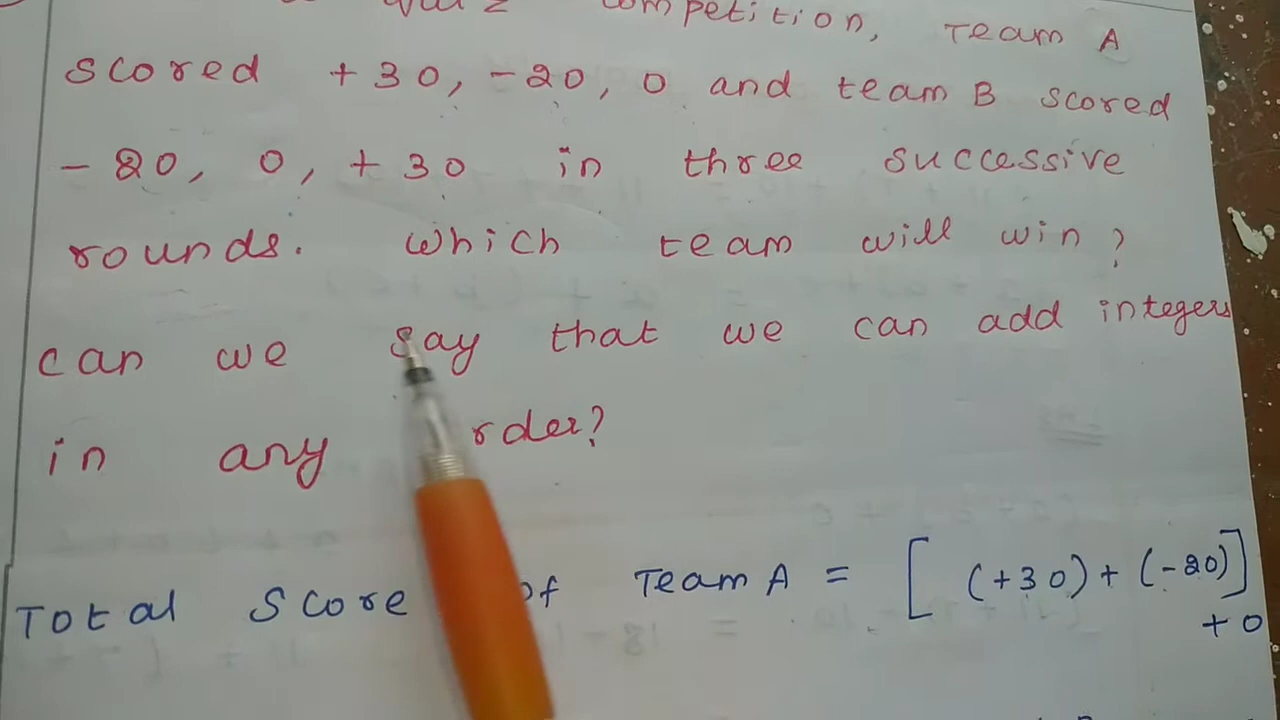 competition, Team A
scored +30, -20, 0 and team B scored
-20, 0, +30 in three successive
rounds. Which team will win?
can we say that we can add integers
in any rder?
Total Score of Team A = [ (+30) + (-20)]
+ 0